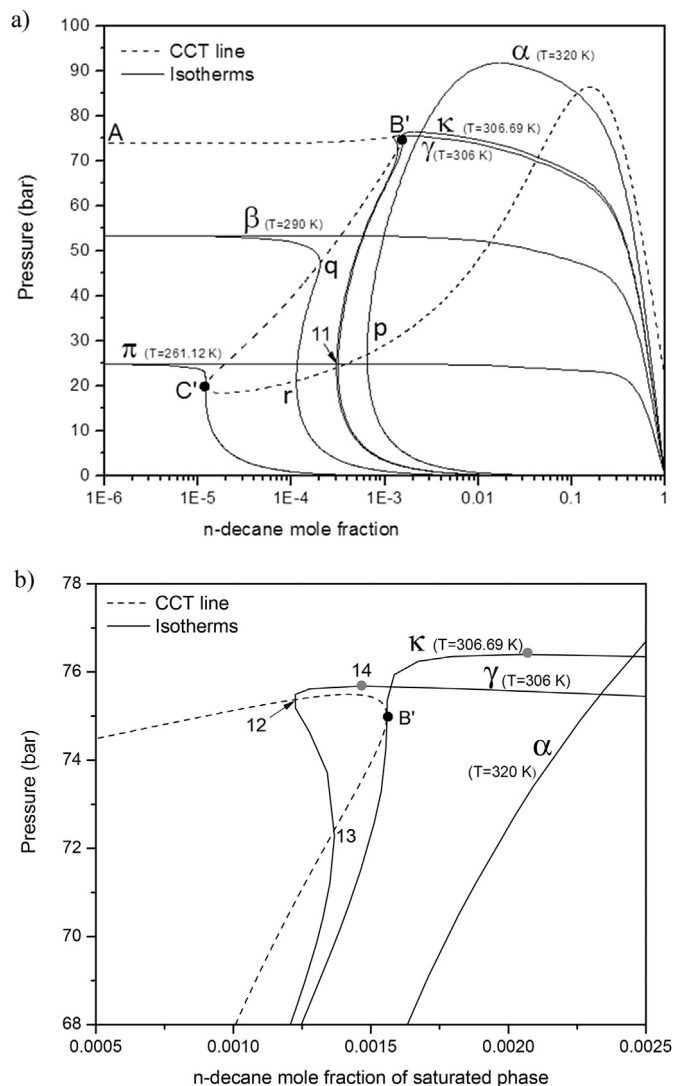 a)
100
90
80
70
60
50
40
30
20
10
0
Pressure (bar)
CCT line
Isotherms
A
B'
α (T=320 K)
κ (T=306.69 K)
γ (T=306 K)
β (T=290 K)
q
π (T=261.12K)
11
p
C'
r
1E-6 1E-5 1E-4 1E-3 0.01 0.1 1
n-decane mole fraction
b)
78
76
74
72
70
68
Pressure (bar)
CCT line
Isotherms
κ (T=306.69 K)
14
γ (T=306 K)
12
B'
α
(T=320 K)
13
0.0005 0.0010 0.0015 0.0020 0.0025
n-decane mole fraction of saturated phase